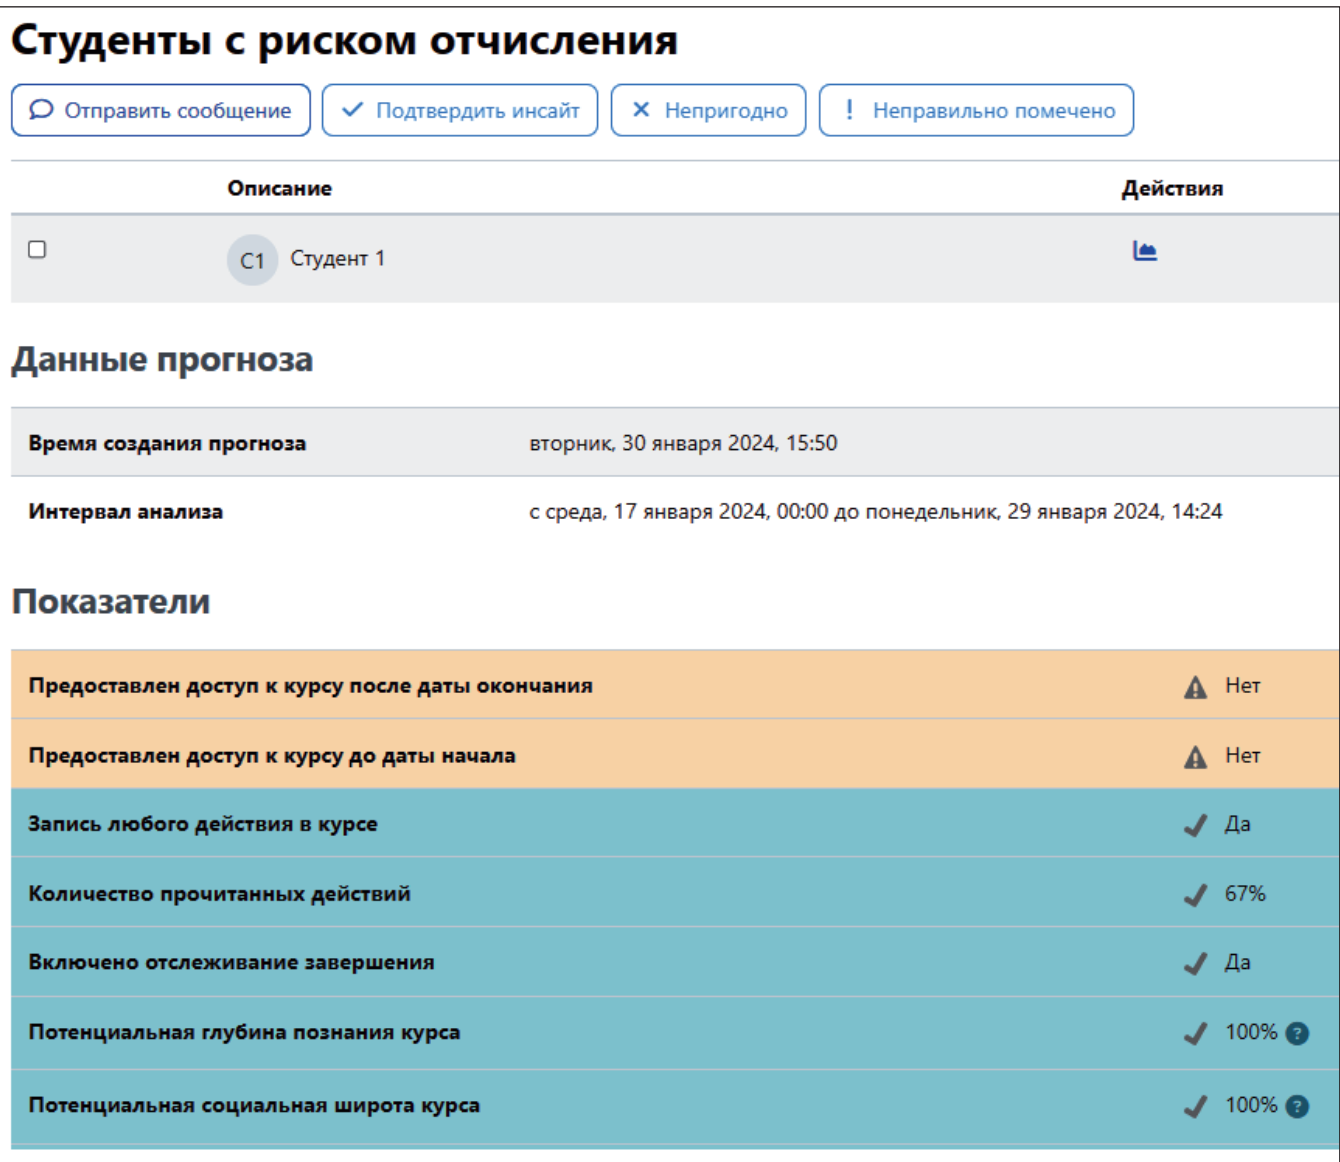 Студенты с риском отчисления
Отправить сообщение Подтвердить инсайт Непригодно Неправильно помечено
Описание Действия
С1 Студент 1
Данные прогноза
Время создания прогноза вторник, 30 января 2024, 15:50
Интервал анализа с среда, 17 января 2024, 00:00 до понедельник, 29 января 2024, 14:24
Показатели
Предоставлен доступ к курсу после даты окончания Нет
Предоставлен доступ к курсу до даты начала Нет
Запись любого действия в курсе Да
Количество прочитанных действий 67%
Включено отслеживание завершения Да
Потенциальная глубина познания курса 100% ?
Потенциальная социальная широта курса 100% ?